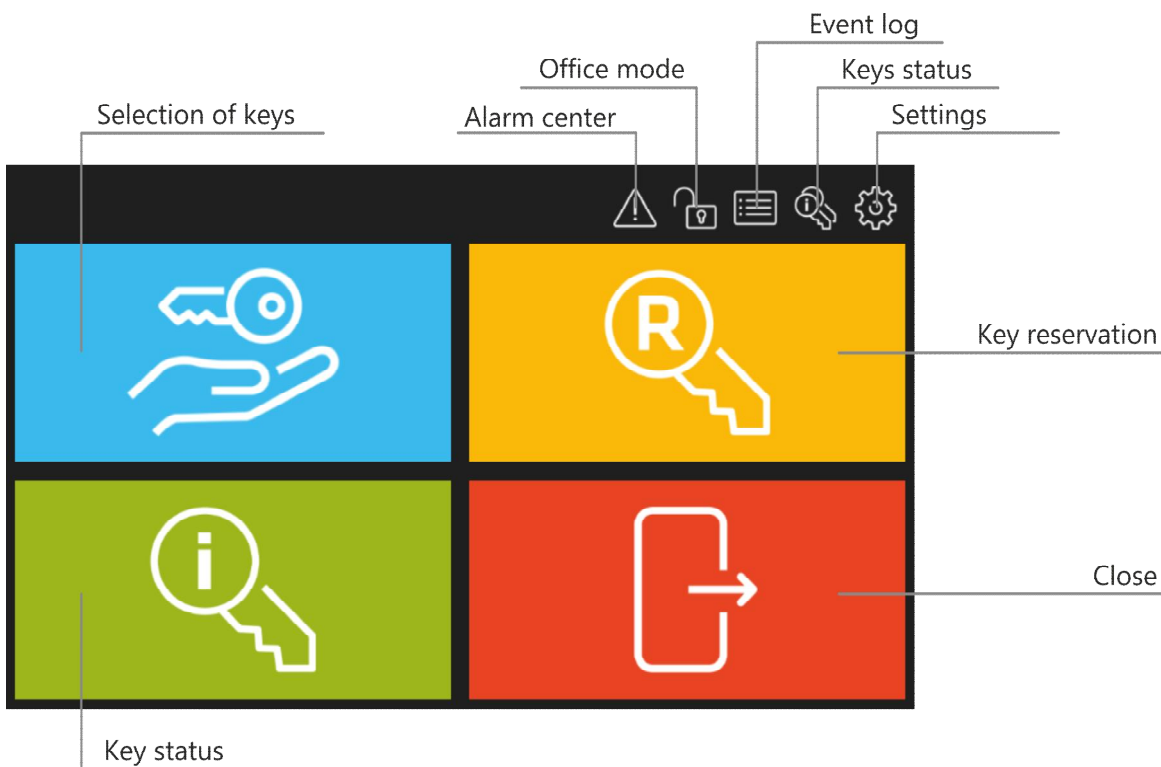 Event log
Office mode
Keys status
Selection of keys
Alarm center
Settings
R
Key reservation
i
Close
Key status